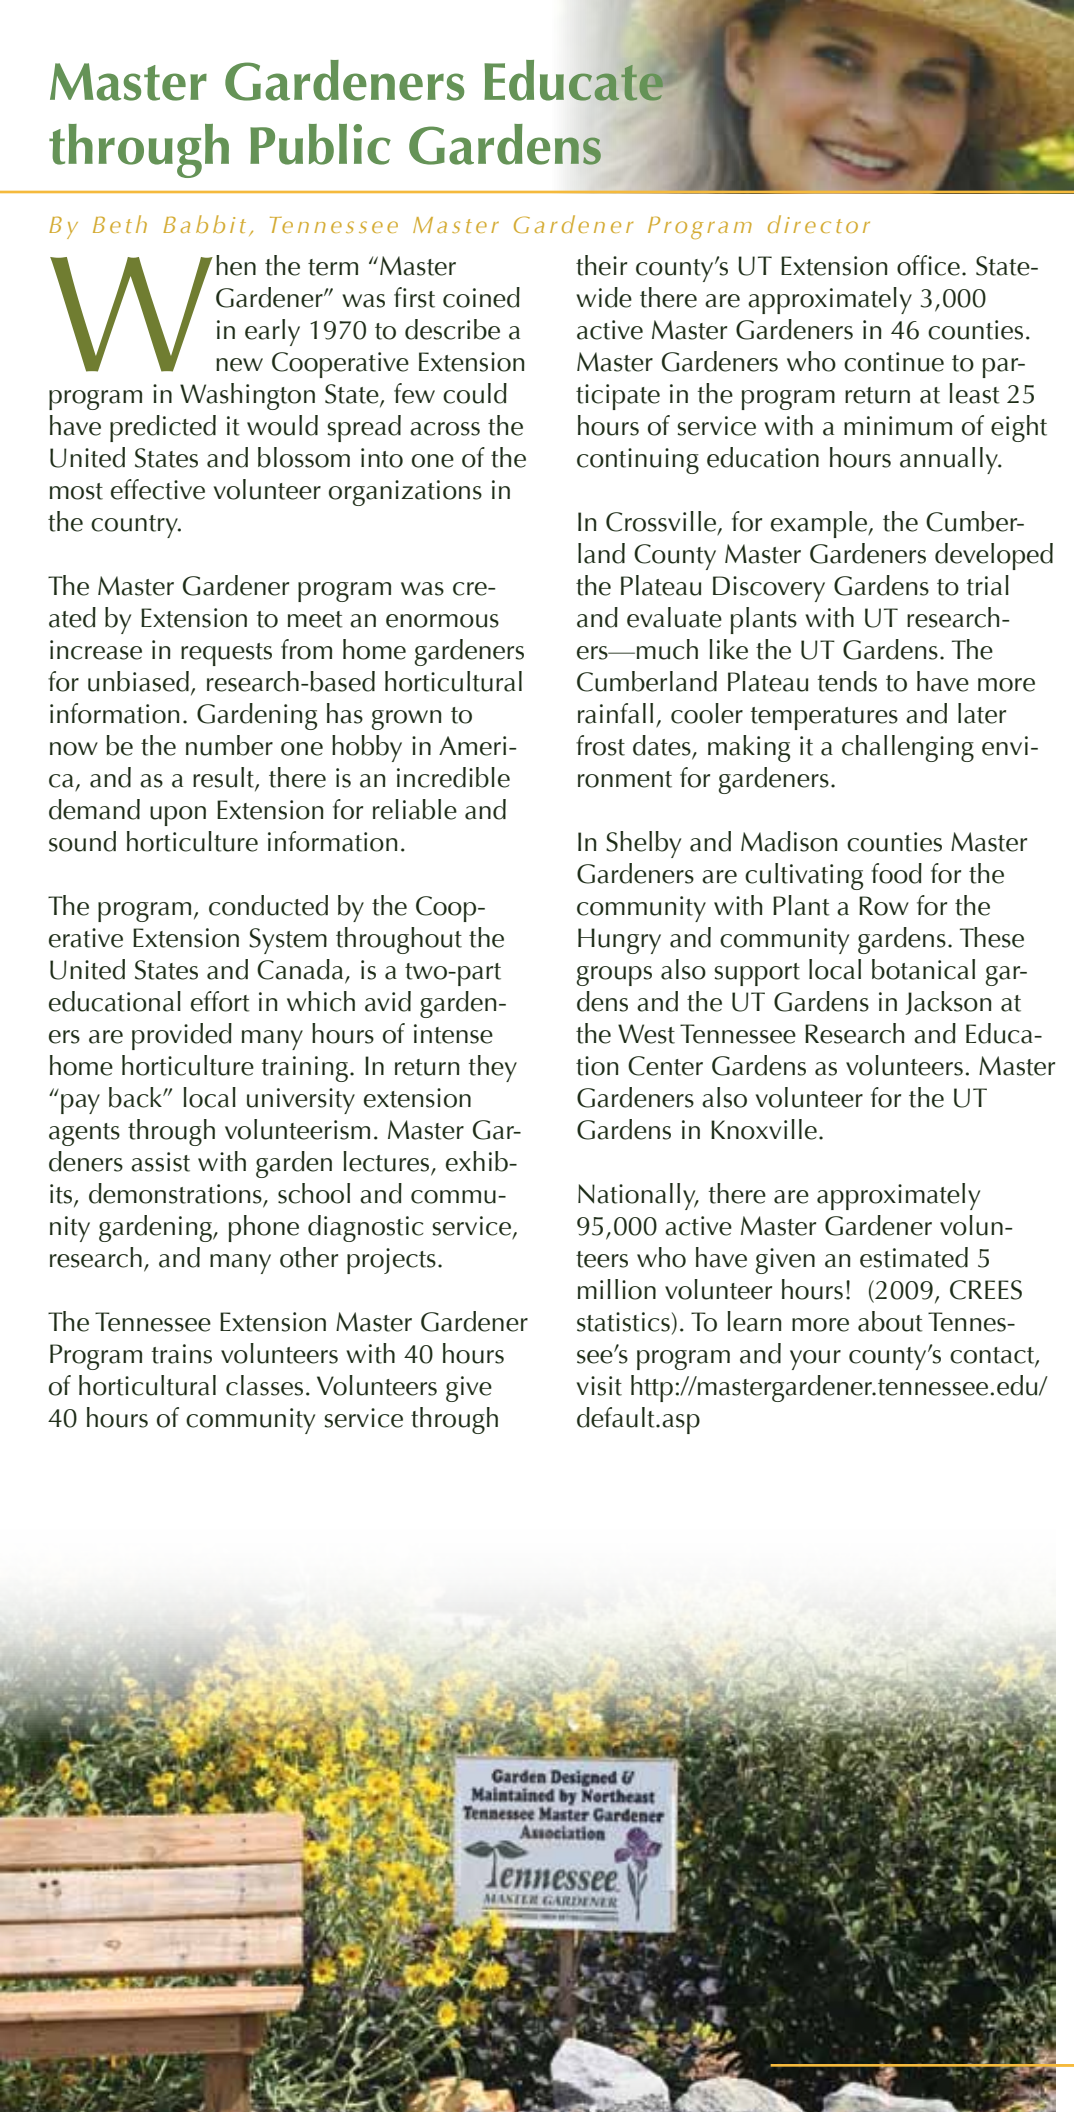 Master Gardeners Educate
through Public Gardens
By Beth Babbit, Tennessee Master Gardener Program director
When the term “Master
Gardener” was first coined
in early 1970 to describe a
new Cooperative Extension
program in Washington State, few could
have predicted it would spread across the
United States and blossom into one of the
most effective volunteer organizations in
the country.
The Master Gardener program was cre-
ated by Extension to meet an enormous
increase in requests from home gardeners
for unbiased, research-based horticultural
information. Gardening has grown to
now be the number one hobby in Ameri-
ca, and as a result, there is an incredible
demand upon Extension for reliable and
sound horticulture information.
The program, conducted by the Coop-
erative Extension System throughout the
United States and Canada, is a two-part
educational effort in which avid garden-
ers are provided many hours of intense
home horticulture training. In return they
“pay back” local university extension
agents through volunteerism. Master Gar-
deners assist with garden lectures, exhib-
its, demonstrations, school and commu-
nity gardening, phone diagnostic service,
research, and many other projects.
The Tennessee Extension Master Gardener
Program trains volunteers with 40 hours
of horticultural classes. Volunteers give
40 hours of community service through
their county’s UT Extension office. State-
wide there are approximately 3,000
active Master Gardeners in 46 counties.
Master Gardeners who continue to par-
ticipate in the program return at least 25
hours of service with a minimum of eight
continuing education hours annually.
In Crossville, for example, the Cumber-
land County Master Gardeners developed
the Plateau Discovery Gardens to trial
and evaluate plants with UT research-
ers—much like the UT Gardens. The
Cumberland Plateau tends to have more
rainfall, cooler temperatures and later
frost dates, making it a challenging envi-
ronment for gardeners.
In Shelby and Madison counties Master
Gardeners are cultivating food for the
community with Plant a Row for the
Hungry and community gardens. These
groups also support local botanical gar-
dens and the UT Gardens in Jackson at
the West Tennessee Research and Educa-
tion Center Gardens as volunteers. Master
Gardeners also volunteer for the UT
Gardens in Knoxville.
Nationally, there are approximately
95,000 active Master Gardener volun-
teers who have given an estimated 5
million volunteer hours!  (2009, CREES
statistics). To learn more about Tennes-
see’s program and your county’s contact,
visit http://mastergardener.tennessee.edu/
default.asp
Garden Designed &
Maintained by Northeast
Tennessee Master Gardener
Association
Tennessee
MASTER GARDENER